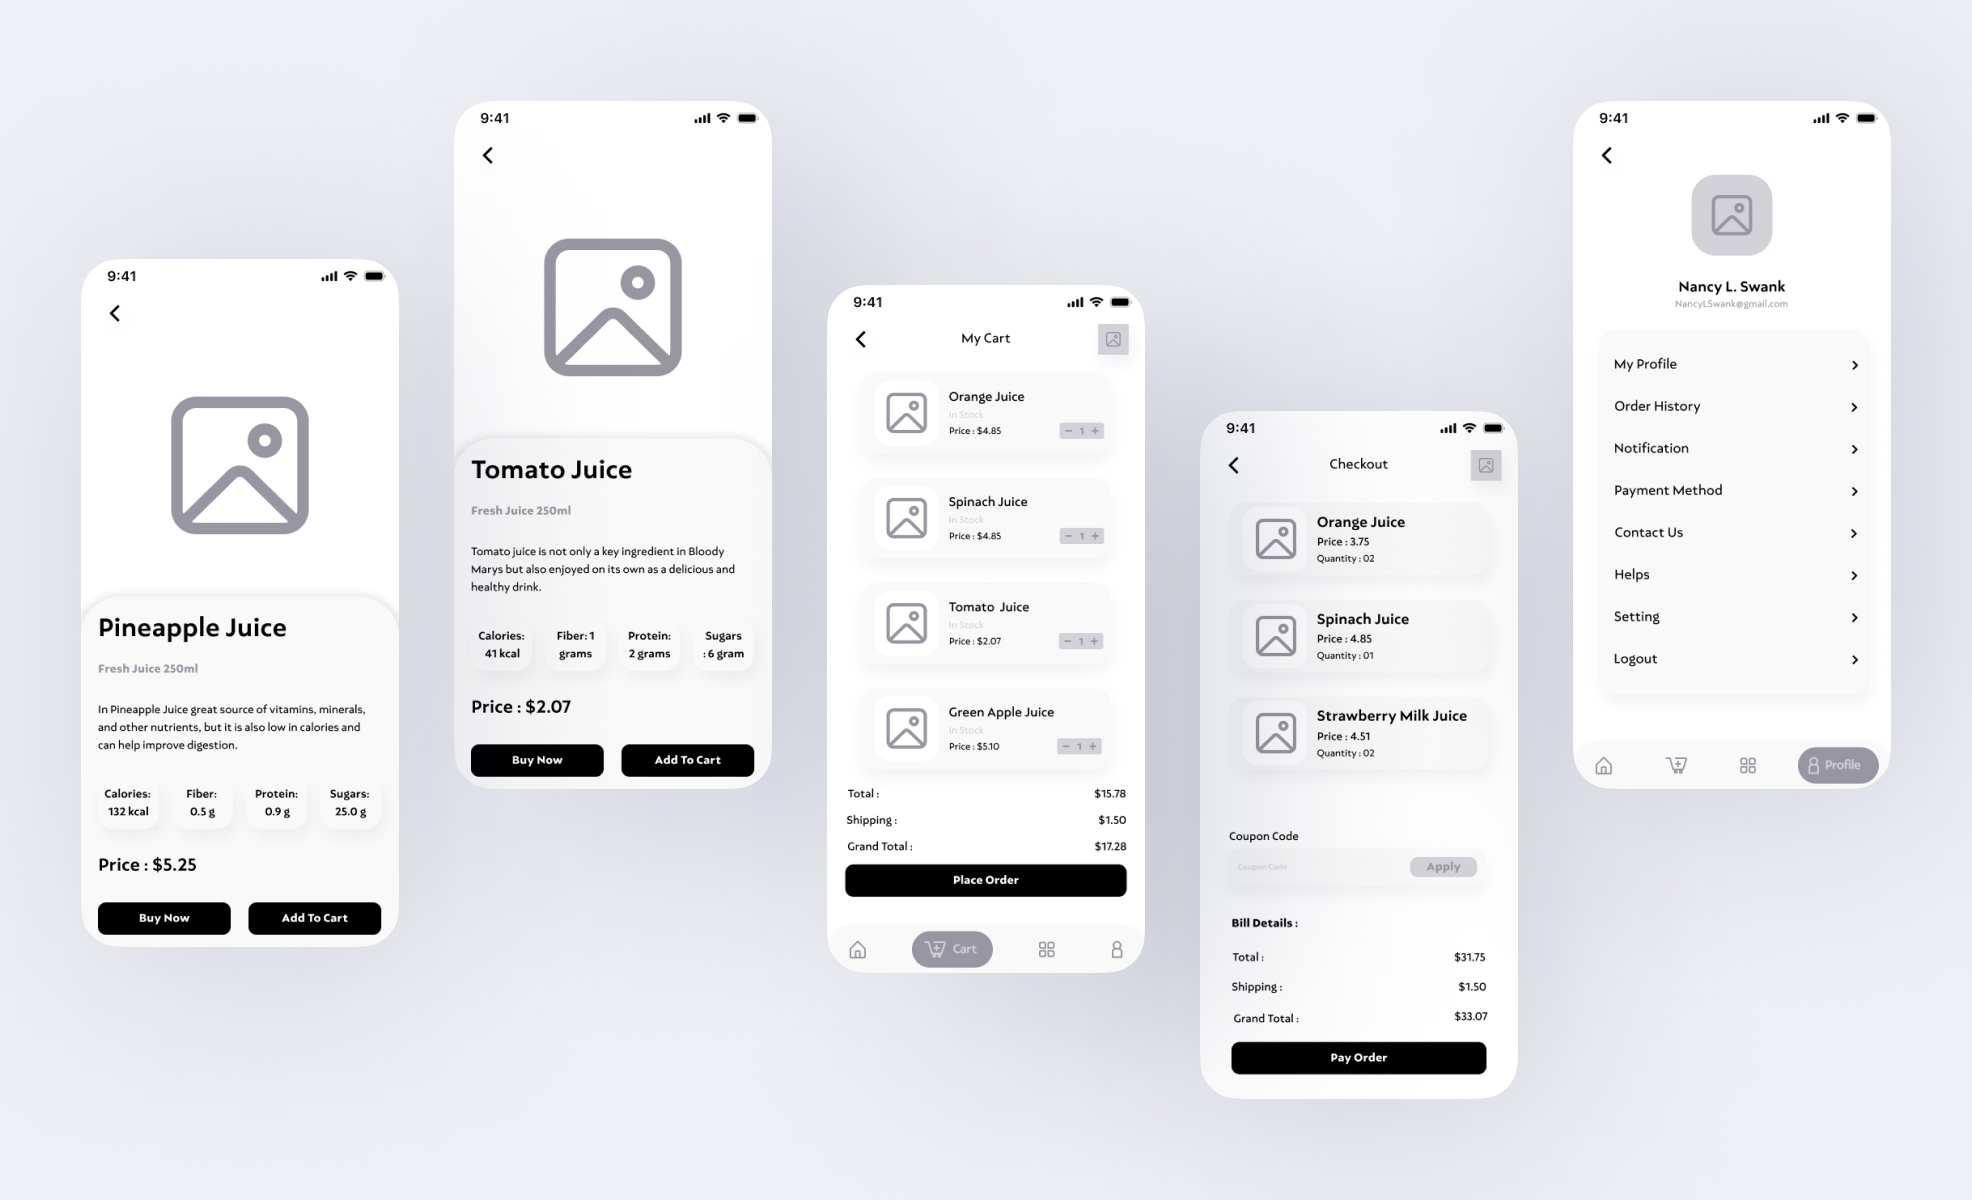 9:41
Pineapple Juice
Fresh Juice 250ml
In Pineapple Juice great source of vitamins, minerals,
and other nutrients, but it is also low in calories and
can help improve digestion.
Calories:
132 kcal
Fiber:
0.5 g
Protein:
0.9 g
Sugars:
25.0 g
Price : $5.25
Buy Now
Add To Cart
9:41
Tomato Juice
Fresh Juice 250ml
Tomato juice is not only a key ingredient in Bloody
Marys but also enjoyed on its own as a delicious and
healthy drink.
Calories:
41 kcal
Fiber: 1
grams
Protein:
2 grams
Sugars
: 6 gram
Price : $2.07
Buy Now
Add To Cart
9:41
My Cart
Orange Juice
In Stock
Price : $4.85
− 1 +
Spinach Juice
In Stock
Price : $4.85
− 1 +
Tomato Juice
In Stock
Price : $2.07
− 1 +
Green Apple Juice
In Stock
Price : $5.10
− 1 +
Total : $15.78
Shipping : $1.50
Grand Total : $17.28
Place Order
Cart
9:41
Checkout
Orange Juice
Price : 3.75
Quantity : 02
Spinach Juice
Price : 4.85
Quantity : 01
Strawberry Milk Juice
Price : 4.51
Quantity : 02
Coupon Code
Coupon Code
Apply
Bill Details :
Total : $31.75
Shipping : $1.50
Grand Total : $33.07
Pay Order
9:41
Nancy L. Swank
NancyLSwank@gmail.com
My Profile
Order History
Notification
Payment Method
Contact Us
Helps
Setting
Logout
Profile